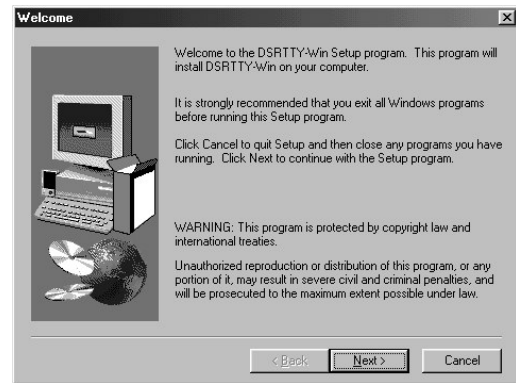 Welcome
Welcome to the DSRTTY-Win Setup program. This program will
install DSRTTY-Win on your computer.
It is strongly recommended that you exit all Windows programs
before running this Setup program.
Click Cancel to quit Setup and then close any programs you have
running. Click Next to continue with the Setup program.
WARNING: This program is protected by copyright law and
international treaties.
Unauthorized reproduction or distribution of this program, or any
portion of it, may result in severe civil and criminal penalties, and
will be prosecuted to the maximum extent possible under law.
< Back Next > Cancel